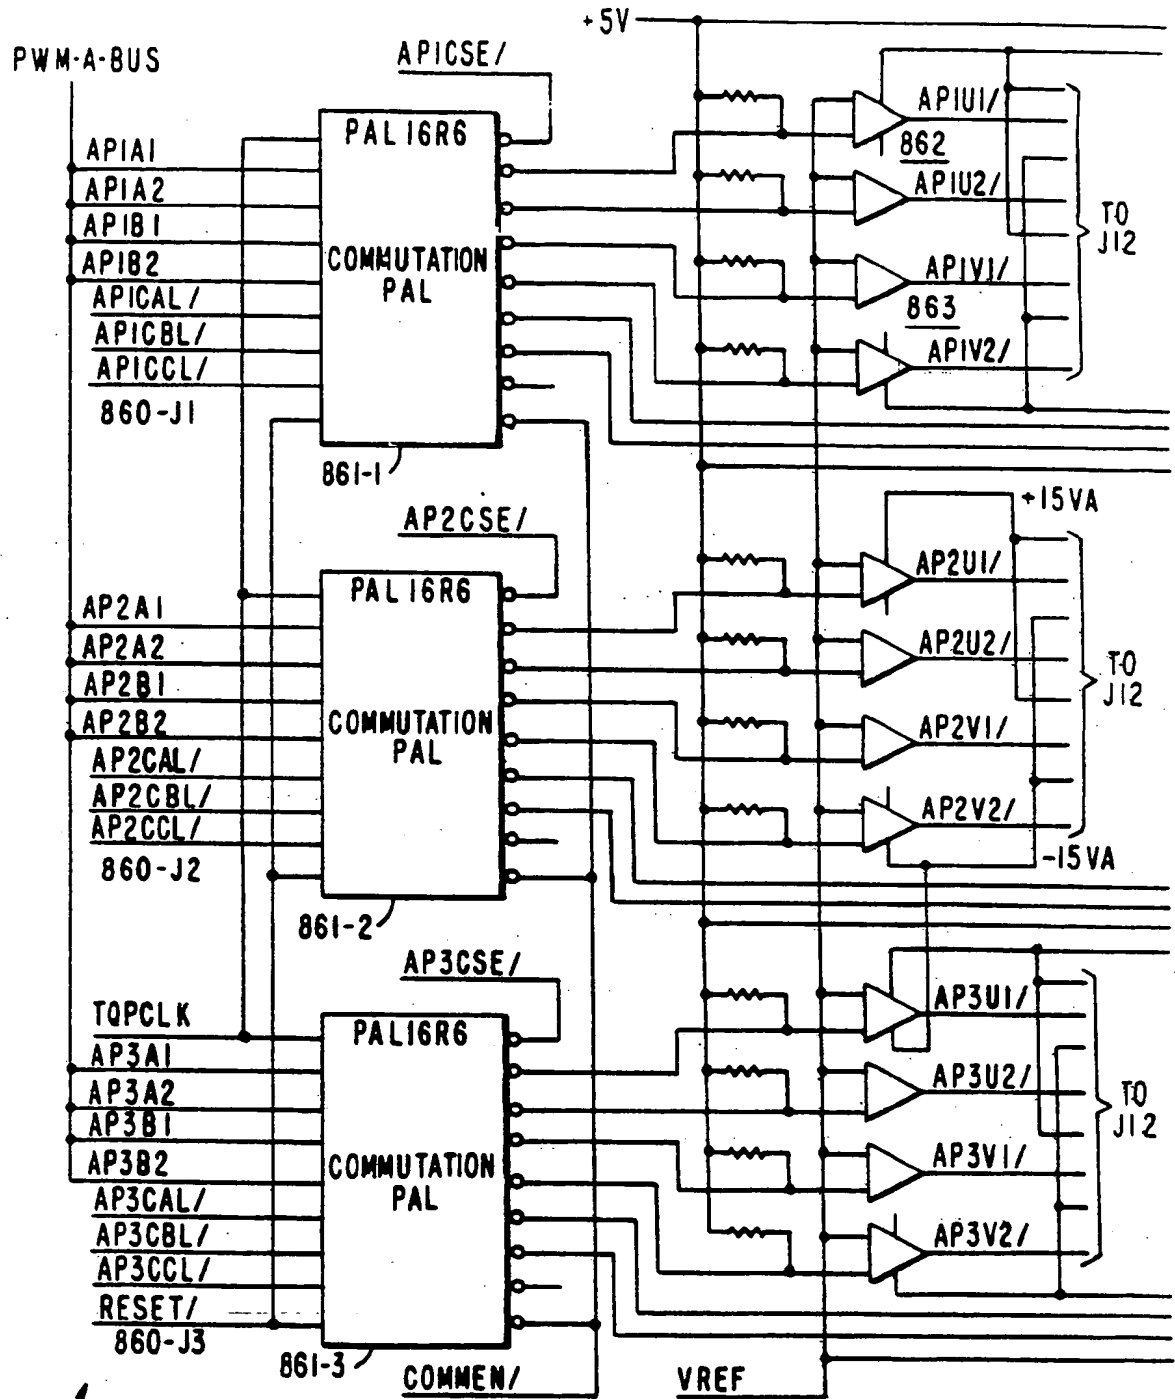 +5V
PWM-A-BUS
AP1CSE/
PAL16R6
AP1A1
AP1A2
AP1B1
AP1B2
AP1CAL/
AP1CBL/
AP1CCL/
860-J1
COMMUTATION
PAL
861-1
AP1U1/
862
AP1U2/
AP1V1/
863
AP1V2/
TO
J12
AP2CSE/
PAL16R6
AP2A1
AP2A2
AP2B1
AP2B2
AP2CAL/
AP2CBL/
AP2CCL/
860-J2
COMMUTATION
PAL
861-2
+15VA
AP2U1/
AP2U2/
AP2V1/
AP2V2/
-15VA
TO
J12
AP3CSE/
TQPCLK
PAL16R6
AP3A1
AP3A2
AP3B1
AP3B2
AP3CAL/
AP3CBL/
AP3CCL/
RESET/
860-J3
COMMUTATION
PAL
861-3
AP3U1/
AP3U2/
AP3V1/
AP3V2/
TO
J12
COMMEN/
VREF